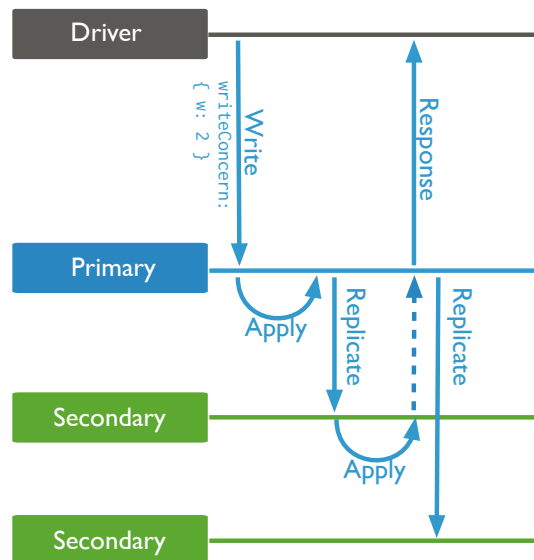 Driver
Write
writeConcern:
{ w: 2 }
Response
Primary
Apply
Replicate
Replicate
Secondary
Apply
Secondary